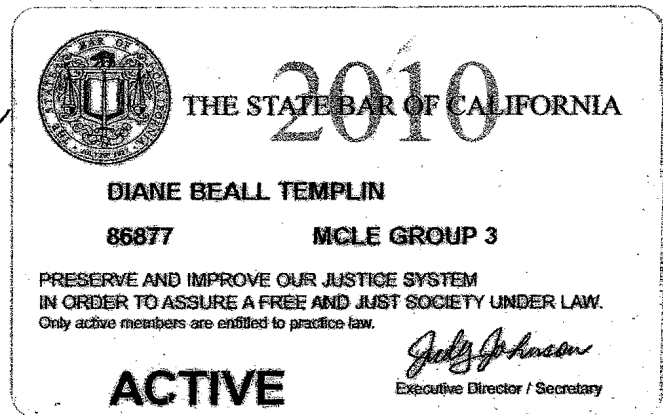 2010
THE STATE BAR OF CALIFORNIA
DIANE BEALL TEMPLIN
86877 MCLE GROUP 3
PRESERVE AND IMPROVE OUR JUSTICE SYSTEM
IN ORDER TO ASSURE A FREE AND JUST SOCIETY UNDER LAW.
Only active members are entitled to practice law.
Judy Johnson
Executive Director / Secretary
ACTIVE